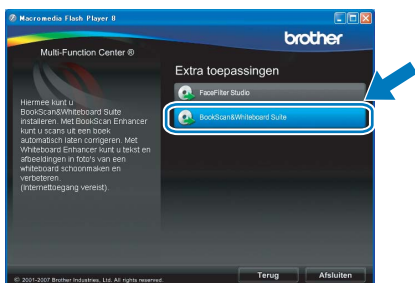 Macromedia Flash Player 8
brother
Multi-Function Center ®
Extra toepassingen
FaceFilter Studio
BookScan&Whiteboard Suite
Hiermee kunt u
BookScan&Whiteboard Suite
installeren. Met BookScan Enhancer
kunt u scans uit een boek
automatisch laten corrigeren. Met
Whiteboard Enhancer kunt u tekst en
afbeeldingen in foto's van een
whiteboard schoonmaken en
verbeteren.
(Internettoegang vereist).
© 2001-2007 Brother Industries, Ltd. All rights reserved.
Terug
Afsluiten